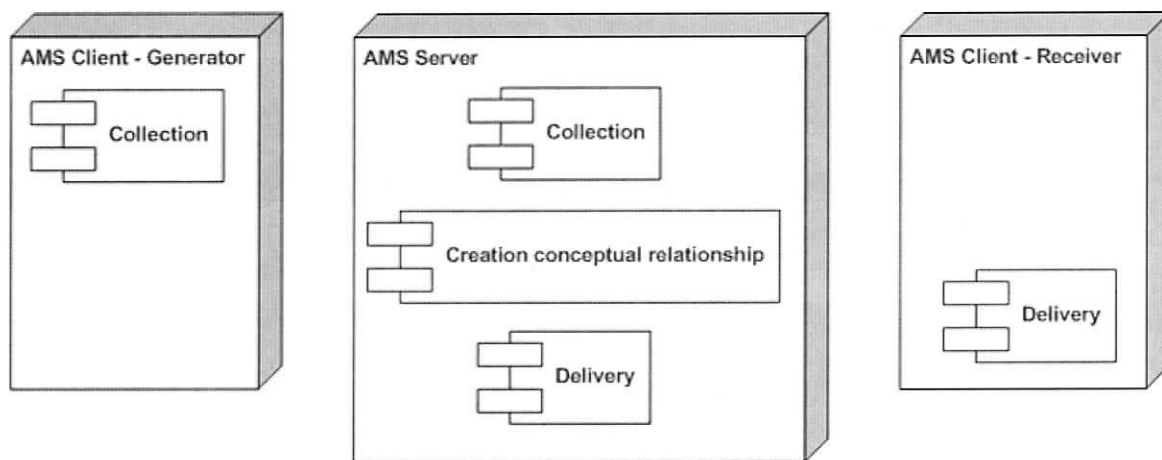 AMS Client - Generator
Collection
AMS Server
Collection
Creation conceptual relationship
Delivery
AMS Client - Receiver
Delivery